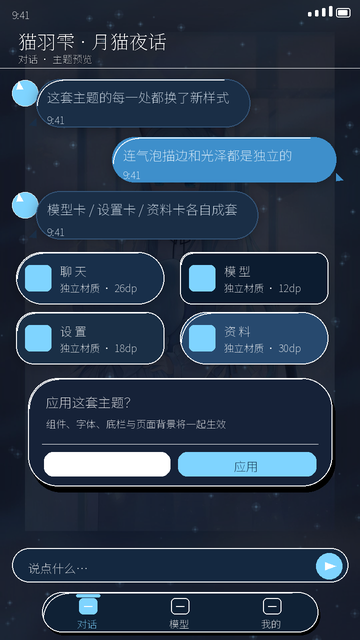 9:41
猫羽雫·月猫夜话
对话 · 主题预览
这套主题的每一处都换了新样式
9:41
连气泡描边和光泽都是独立的
9:41
模型卡 / 设置卡 / 资料卡各自成套
9:41
聊天
独立材质 · 26dp
模型
独立材质 · 12dp
设置
独立材质 · 18dp
资料
独立材质 · 30dp
应用这套主题？
组件、字体、底栏与页面背景将一起生效
应用
说点什么…
对话
模型
我的